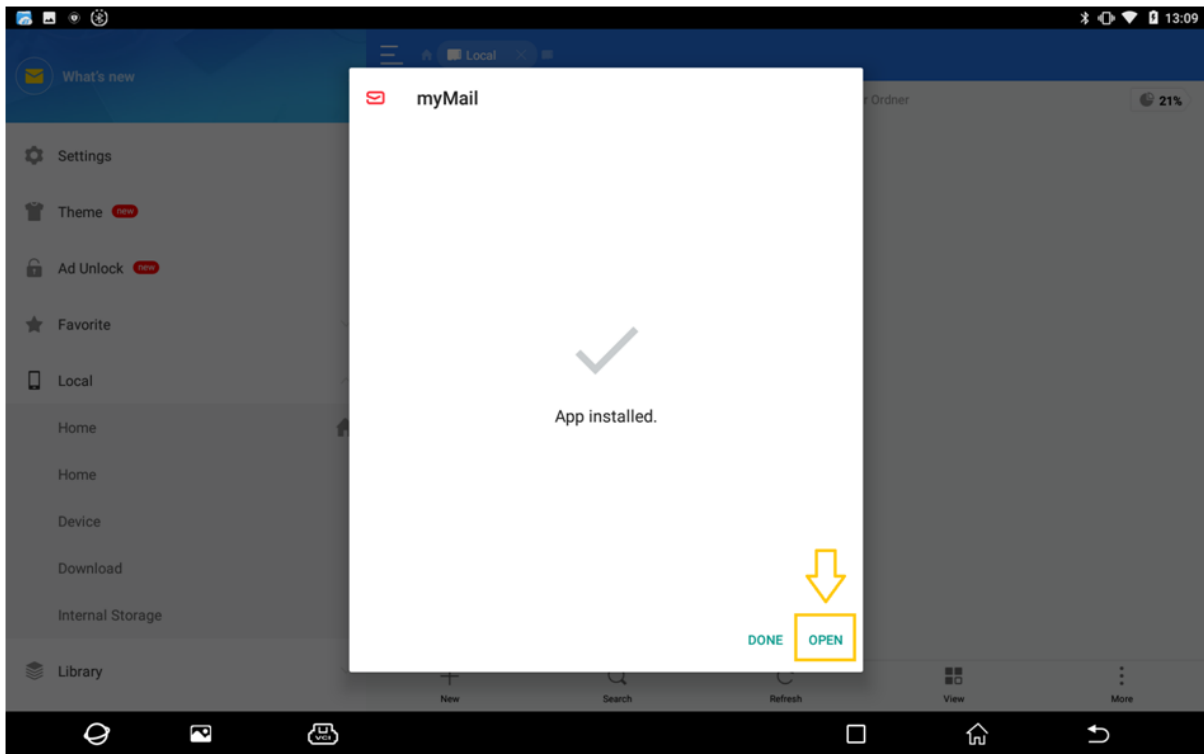 13:09
What's new
Local
myMail
r Ordner
21%
Settings
Theme new
Ad Unlock new
Favorite
Local
Home
Home
Device
Download
Internal Storage
Library
App installed.
DONE OPEN
New Search Refresh View More
VCI